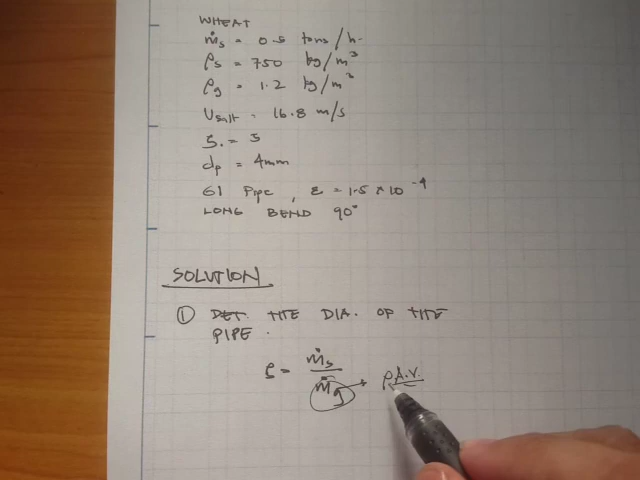 WHEAT
ṁs = 0.5 tons/h
ρs = 750 kg/m³
ρg = 1.2 kg/m³
Usalt = 16.8 m/s
ς = 5
dp = 4mm
GI Pipe, ε = 1.5 × 10⁻⁴
LONG BEND 90°
SOLUTION
① DET. THE DIA. OF THE
PIPE.
ς = ṁs / ṁg → ρ.A.V.